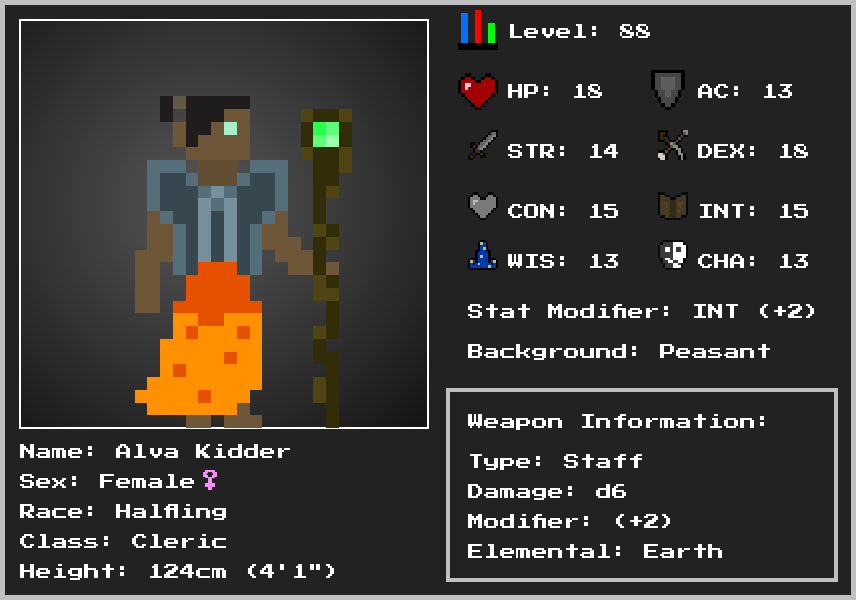 Level: 88
HP: 18
AC: 13
STR: 14
DEX: 18
CON: 15
INT: 15
WIS: 13
CHA: 13
Stat Modifier: INT (+2)
Background: Peasant
Weapon Information:
Type: Staff
Damage: d6
Modifier: (+2)
Elemental: Earth
Name: Alva Kidder
Sex: Female♀
Race: Halfling
Class: Cleric
Height: 124cm (4'1")